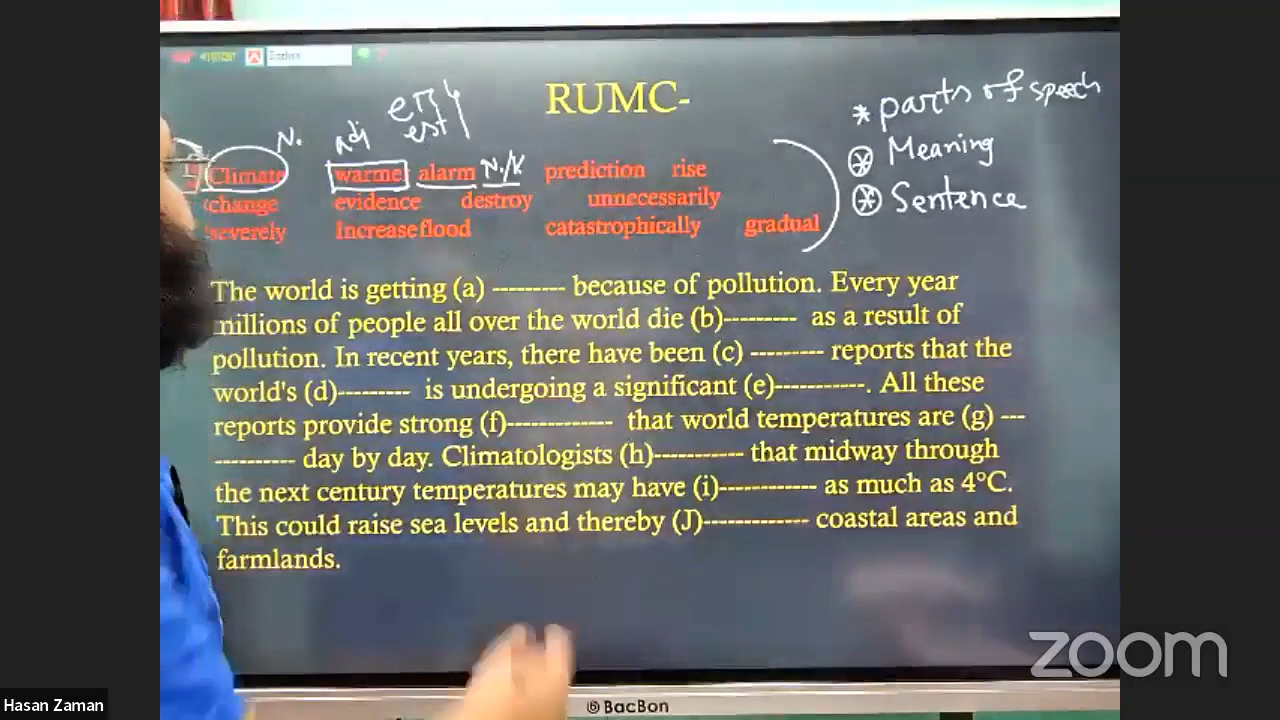 RUMC-
er
est
* parts of speech
Meaning
Sentence
N.
adj
Climate warme alarm N./V prediction rise
change evidence destroy unnecessarily
severely Increase flood catastrophically gradual
The world is getting (a) --------- because of pollution. Every year
millions of people all over the world die (b)--------- as a result of
pollution. In recent years, there have been (c) --------- reports that the
world's (d)--------- is undergoing a significant (e)-----------. All these
reports provide strong (f)------------- that world temperatures are (g) ---
---------- day by day. Climatologists (h)----------- that midway through
the next century temperatures may have (i)------------ as much as 4°C.
This could raise sea levels and thereby (J)------------- coastal areas and
farmlands.
zoom
Hasan Zaman
BacBon